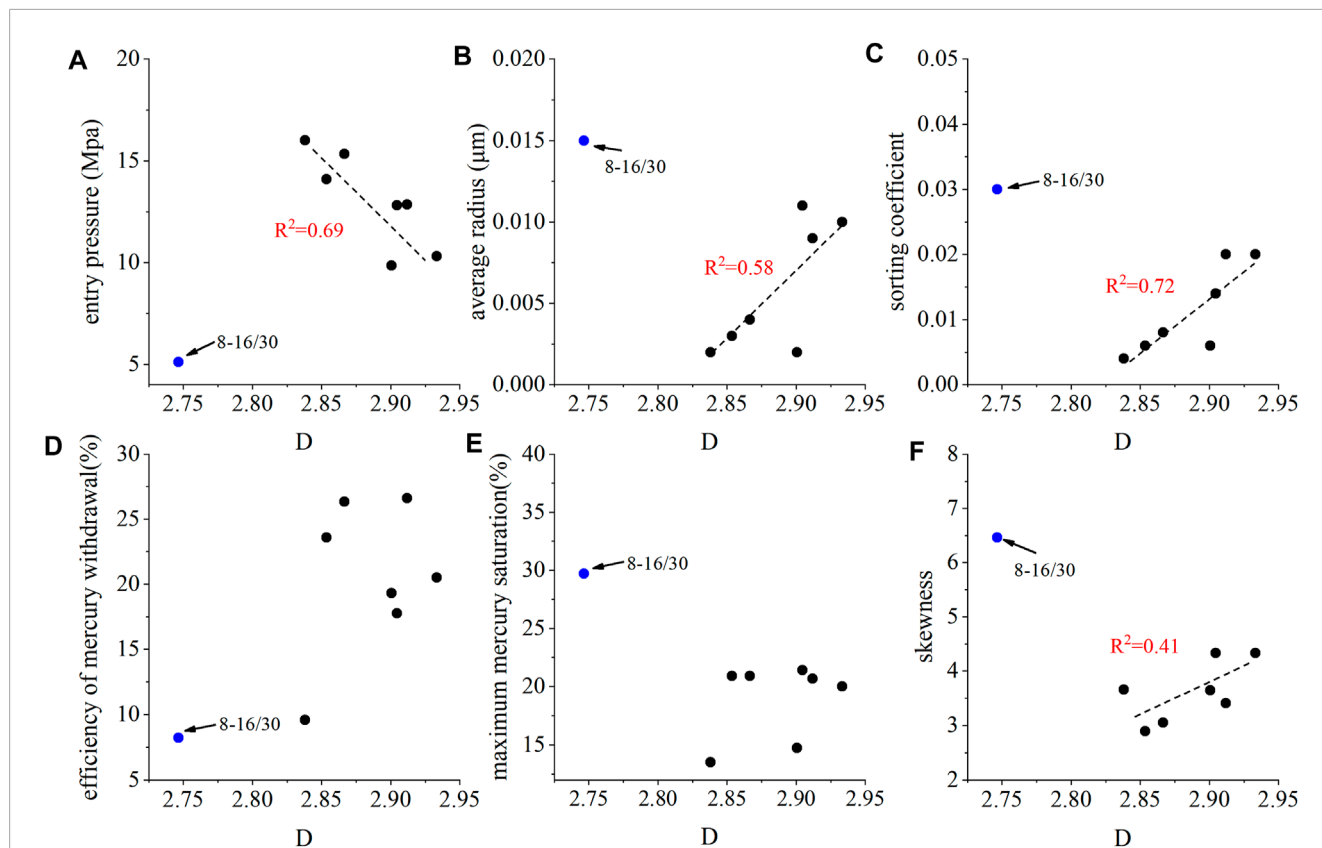 A
entry pressure (Mpa)
20
15
10
5
R²=0.69
8-16/30
2.75 2.80 2.85 2.90 2.95
D
B
average radius (μm)
0.020
0.015
0.010
0.005
0.000
8-16/30
R²=0.58
2.75 2.80 2.85 2.90 2.95
D
C
sorting coefficient
0.05
0.04
0.03
0.02
0.01
0.00
8-16/30
R²=0.72
2.75 2.80 2.85 2.90 2.95
D
D
efficiency of mercury withdrawal(%)
30
25
20
15
10
5
8-16/30
2.75 2.80 2.85 2.90 2.95
D
E
maximum mercury saturation(%)
40
35
30
25
20
15
8-16/30
2.75 2.80 2.85 2.90 2.95
D
F
skewness
8
7
6
5
4
3
2
8-16/30
R²=0.41
2.75 2.80 2.85 2.90 2.95
D